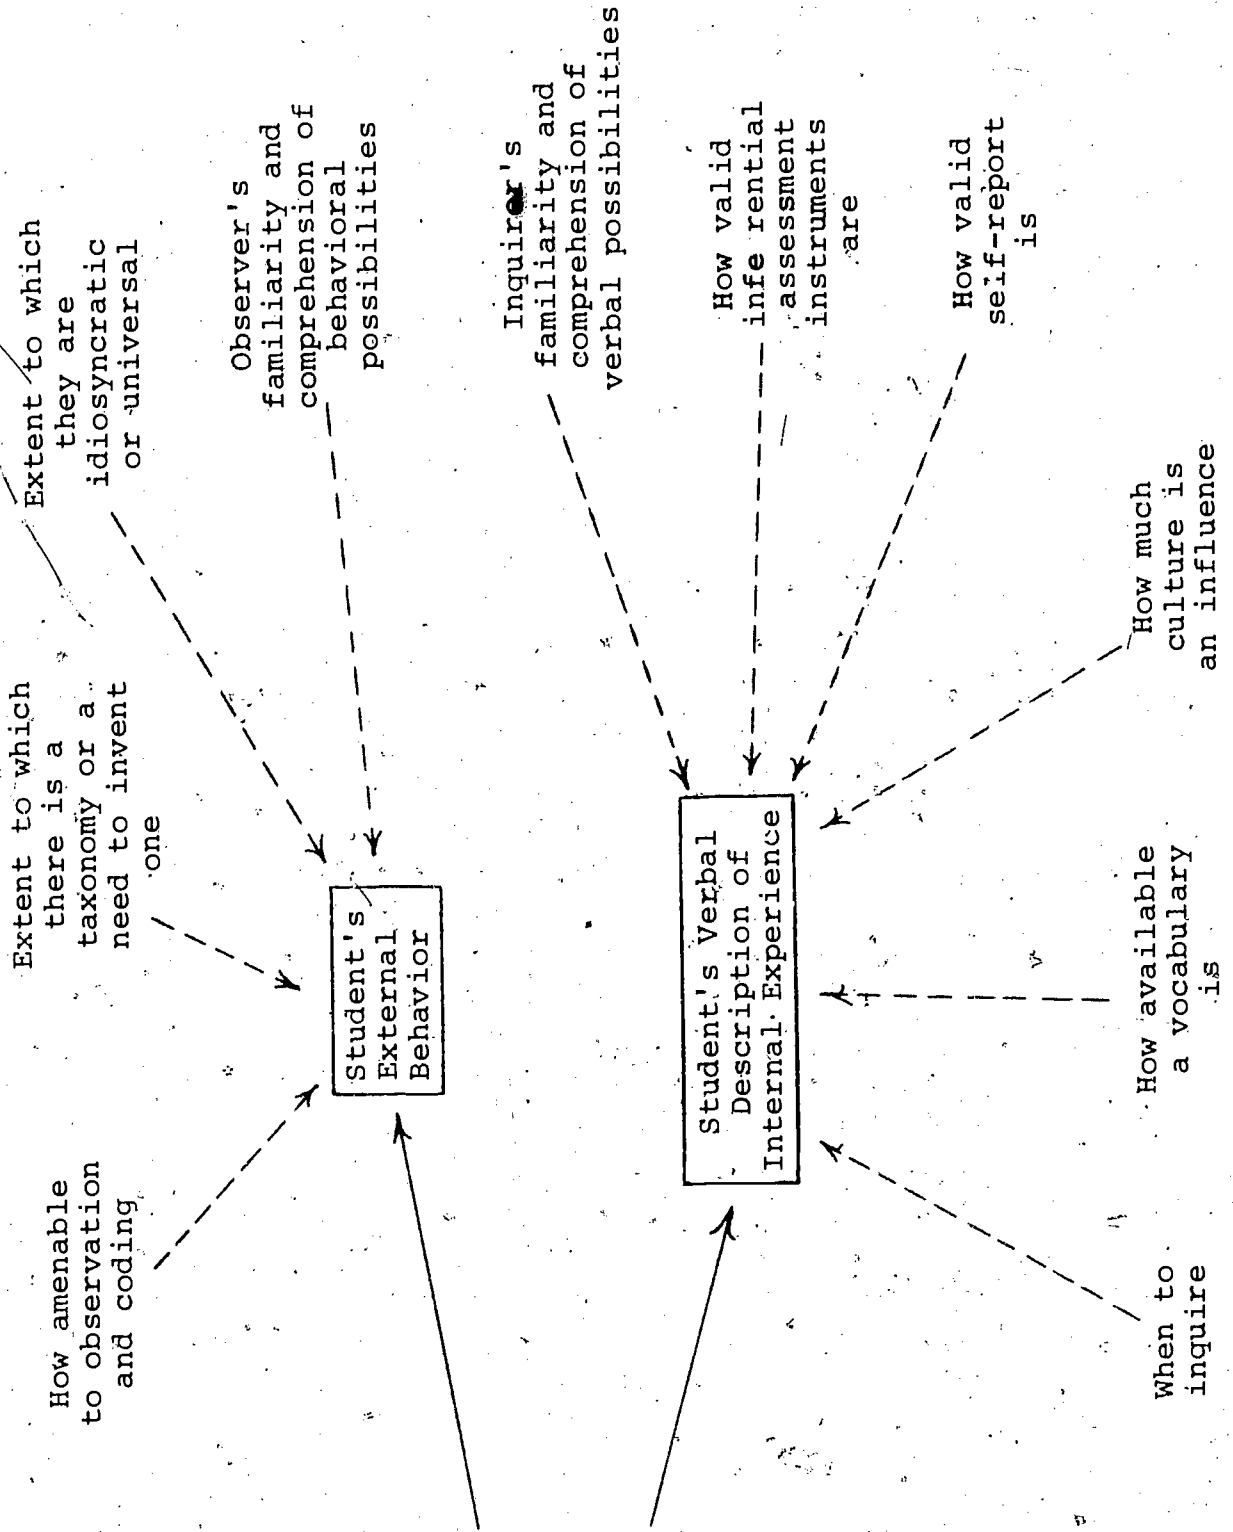 How amenable
to observation
and coding
Extent to which
there is a
taxonomy or a
need to invent
one
Extent to which
they are
idiosyncratic
or universal
Observer's
familiarity and
comprehension of
behavioral
possibilities
Student's
External
Behavior
Inquirer's
familiarity and
comprehension of
verbal possibilities
How valid
infe rential
assessment
instruments
are
How valid
self-report
is
Student's Verbal
Description of
Internal Experience
When to
inquire
How available
a vocabulary
is
How much
culture is
an influence